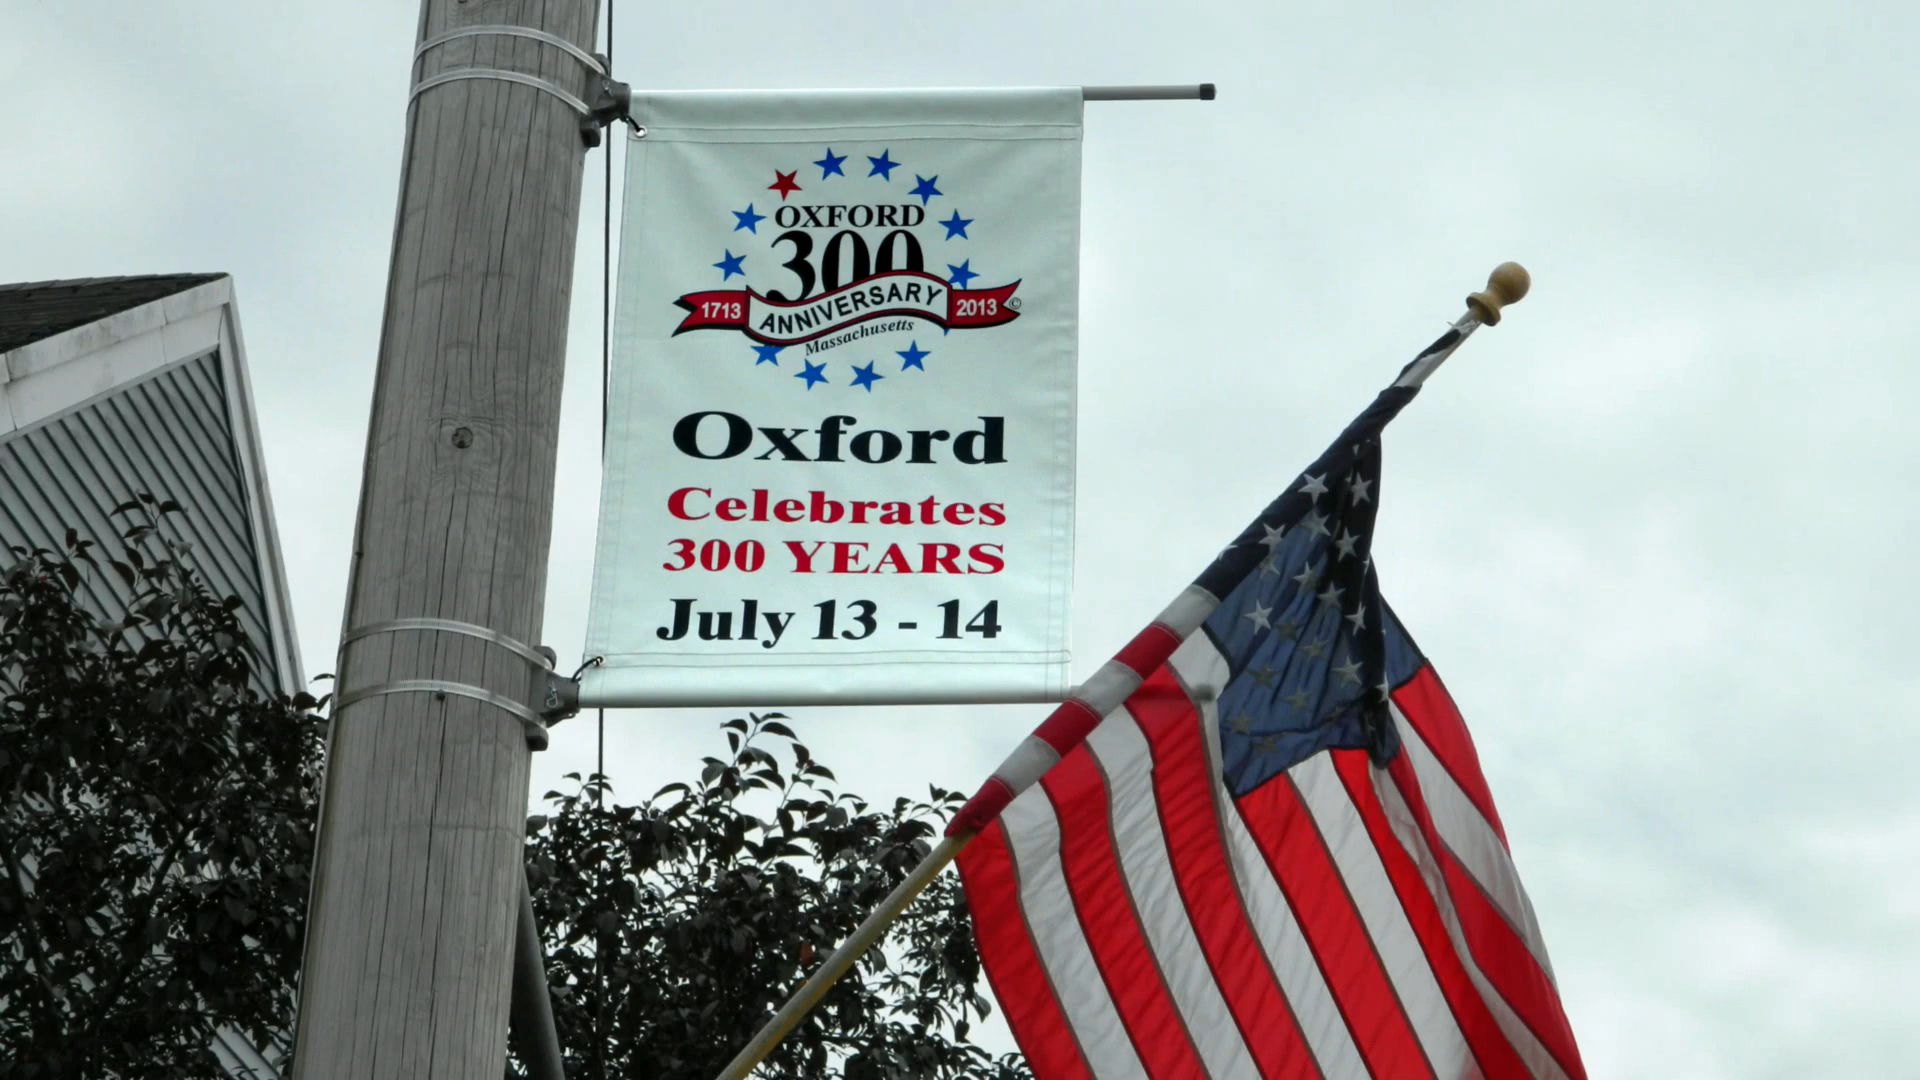 OXFORD
300
1713 ANNIVERSARY 2013 ©
Massachusetts
Oxford
Celebrates
300 YEARS
July 13 - 14